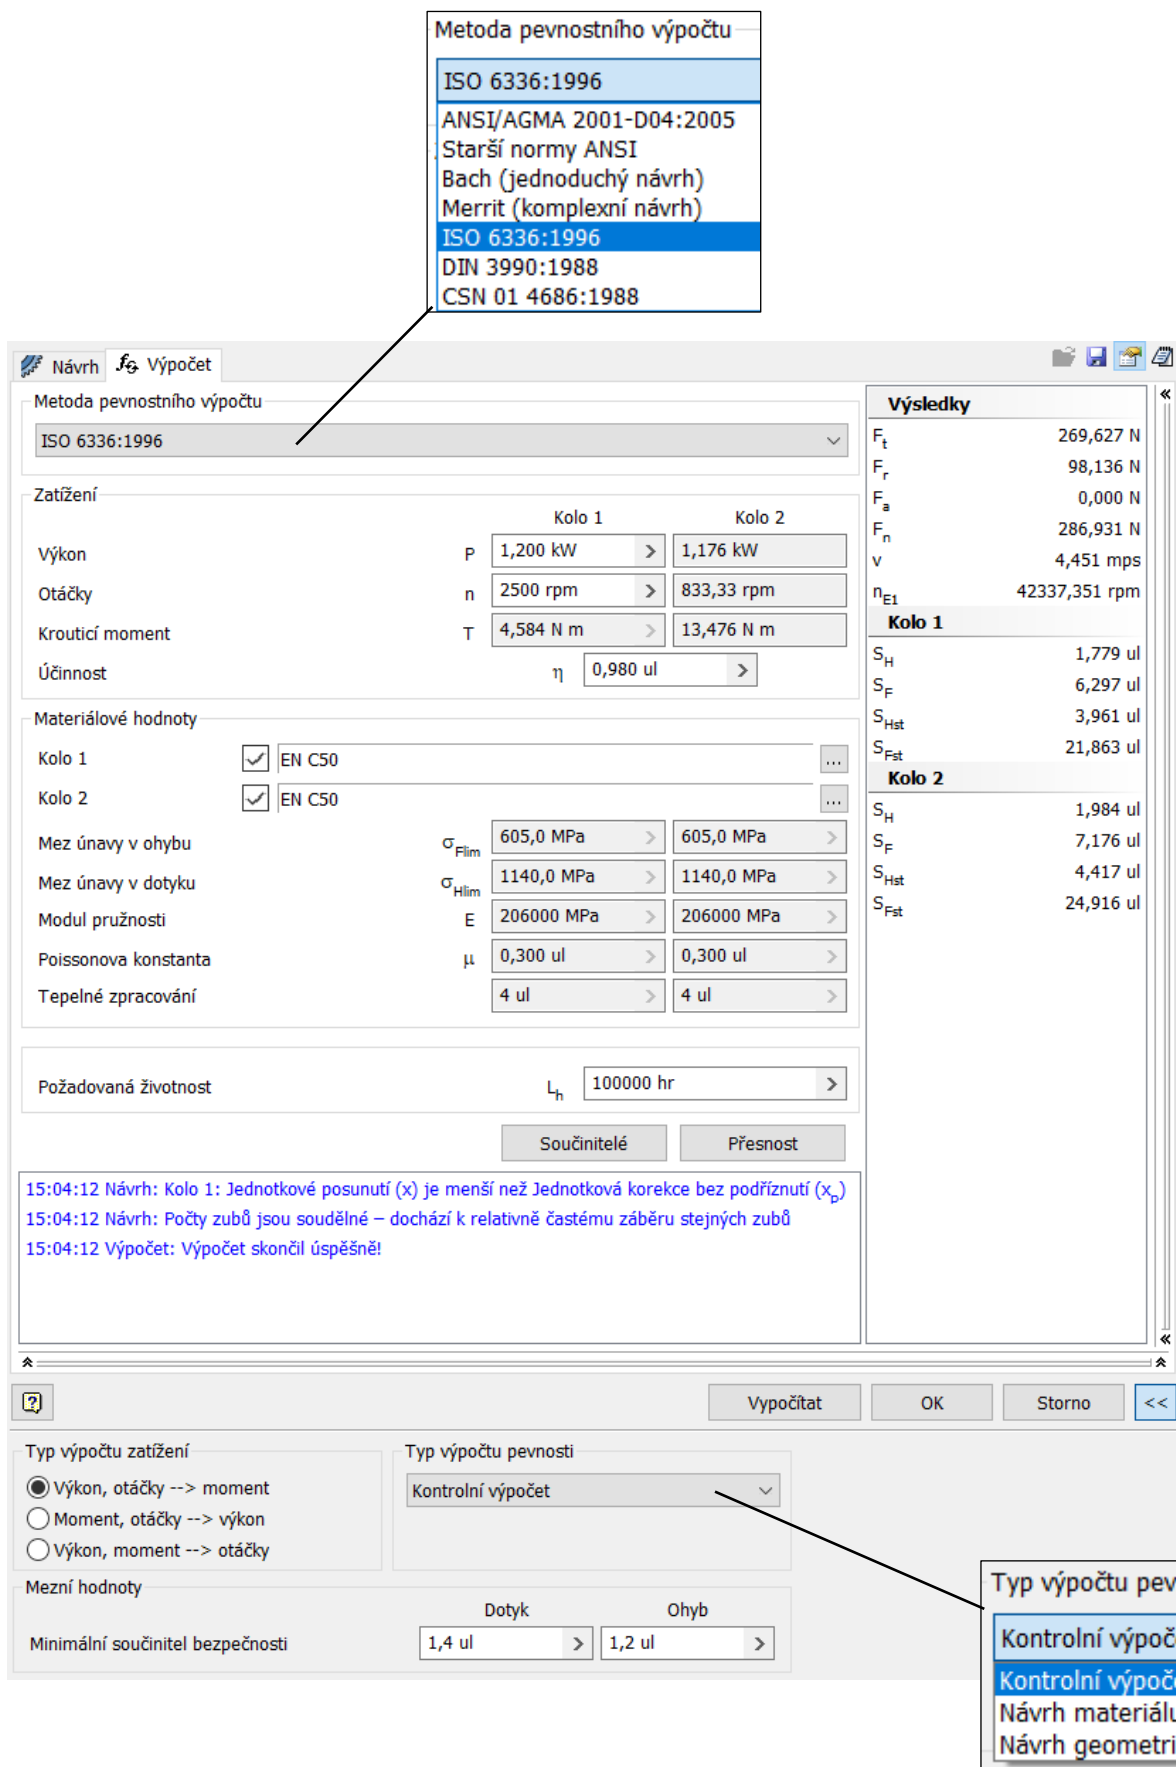 Metoda pevnostního výpočtu
ISO 6336:1996
ANSI/AGMA 2001-D04:2005
Starší normy ANSI
Bach (jednoduchý návrh)
Merrit (komplexní návrh)
ISO 6336:1996
DIN 3990:1988
CSN 01 4686:1988
Návrh Výpočet
Metoda pevnostního výpočtu
ISO 6336:1996
Zatížení
Kolo 1 Kolo 2
Výkon P 1,200 kW 1,176 kW
Otáčky n 2500 rpm 833,33 rpm
Krouticí moment T 4,584 N m 13,476 N m
Účinnost η 0,980 ul
Materiálové hodnoty
Kolo 1 EN C50 ...
Kolo 2 EN C50 ...
Mez únavy v ohybu σFlim 605,0 MPa 605,0 MPa
Mez únavy v dotyku σHlim 1140,0 MPa 1140,0 MPa
Modul pružnosti E 206000 MPa 206000 MPa
Poissonova konstanta μ 0,300 ul 0,300 ul
Tepelné zpracování 4 ul 4 ul
Požadovaná životnost Lh 100000 hr
Součinitelé Přesnost
15:04:12 Návrh: Kolo 1: Jednotkové posunutí (x) je menší než Jednotková korekce bez podříznutí (xp)
15:04:12 Návrh: Počty zubů jsou soudělné – dochází k relativně častému záběru stejných zubů
15:04:12 Výpočet: Výpočet skončil úspěšně!
Výsledky
Ft 269,627 N
Fr 98,136 N
Fa 0,000 N
Fn 286,931 N
v 4,451 mps
nE1 42337,351 rpm
Kolo 1
SH 1,779 ul
SF 6,297 ul
SHst 3,961 ul
SFst 21,863 ul
Kolo 2
SH 1,984 ul
SF 7,176 ul
SHst 4,417 ul
SFst 24,916 ul
Vypočítat OK Storno <<
Typ výpočtu zatížení
Výkon, otáčky --> moment
Moment, otáčky --> výkon
Výkon, moment --> otáčky
Typ výpočtu pevnosti
Kontrolní výpočet
Mezní hodnoty
Dotyk Ohyb
Minimální součinitel bezpečnosti 1,4 ul 1,2 ul
Typ výpočtu pev
Kontrolní výpoč
Kontrolní výpoč
Návrh materiálu
Návrh geometri